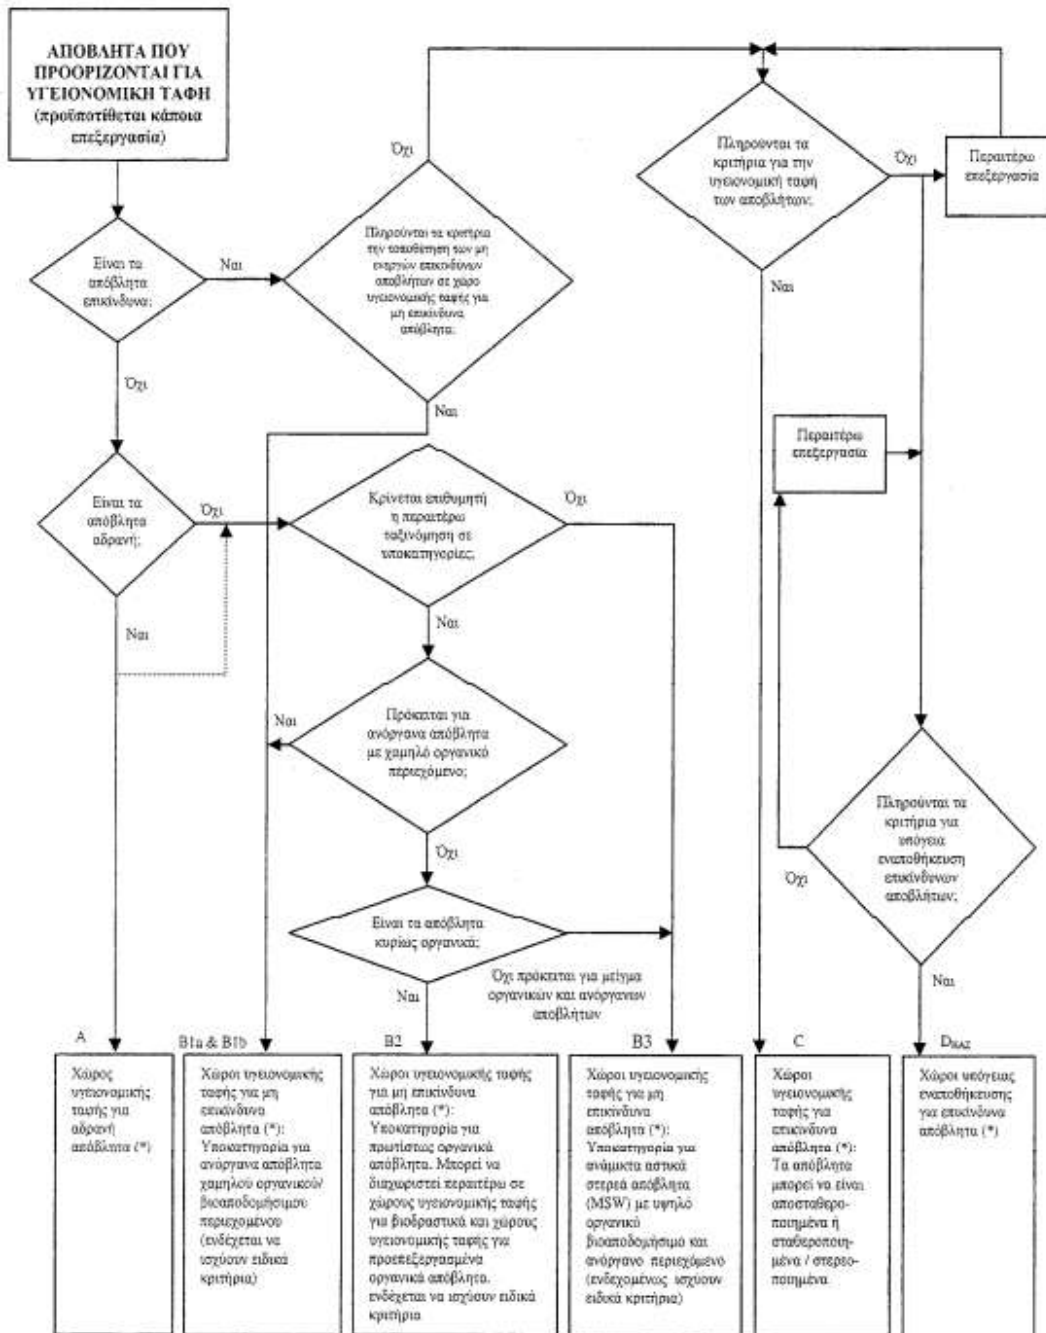 ΑΠΟΒΛΗΤΑ ΠΟΥ
ΠΡΟΟΡΙΖΟΝΤΑΙ ΓΙΑ
ΥΓΕΙΟΝΟΜΙΚΗ ΤΑΦΗ
(προϋποτίθεται κάποια
επεξεργασία)
Είναι τα
απόβλητα
επικίνδυνα;
Ναι
Όχι
Όχι
Πληρούνται τα κριτήρια
την τοποθέτηση των μη
ενεργών επικινδύνων
αποβλήτων σε χώρο
υγειονομικής ταφής για
μη επικίνδυνα
απόβλητα;
Ναι
Πληρούνται τα
κριτήρια για την
υγειονομική ταφή
των αποβλήτων;
Όχι
Περαιτέρω
επεξεργασία
Ναι
Περαιτέρω
επεξεργασία
Είναι τα
απόβλητα
αδρανή;
Όχι
Ναι
Κρίνεται επιθυμητή
η περαιτέρω
ταξινόμηση σε
υποκατηγορίες;
Όχι
Ναι
Πρόκειται για
ανόργανα απόβλητα
με χαμηλό οργανικό
περιεχόμενο;
Ναι
Όχι
Είναι τα απόβλητα
κυρίως οργανικά;
Όχι πρόκειται για μείγμα
οργανικών και ανόργανων
αποβλήτων
Ναι
Πληρούνται τα
κριτήρια για
υπόγεια
εναποθήκευση
επικίνδυνων
αποβλήτων;
Όχι
Ναι
A
Χώρος
υγειονομικής
ταφής για
αδρανή
απόβλητα (*)
B1a & B1b
Χώροι υγειονομικής
ταφής για μη
επικίνδυνα
απόβλητα (*):
Υποκατηγορία για
ανόργανα απόβλητα
χαμηλού οργανικού/
βιοαποδομήσιμου
περιεχομένου
(ενδέχεται να
ισχύουν ειδικά
κριτήρια)
B2
Χώροι υγειονομικής ταφής
για μη επικίνδυνα
απόβλητα (*):
Υποκατηγορία για
πρωτίστως οργανικά
απόβλητα. Μπορεί να
διαχωριστεί περαιτέρω σε
χώρους υγειονομικής ταφής
για βιοδραστικά και χώρους
υγειονομικής ταφής για
προεπεξεργασμένα
οργανικά απόβλητα.
ενδέχεται να ισχύουν ειδικά
κριτήρια
B3
Χώροι υγειονομικής
ταφής για μη
επικίνδυνα
απόβλητα (*):
Υποκατηγορία για
ανάμικτα αστικά
στερεά απόβλητα
(MSW) με υψηλό
οργανικό
βιοαποδομήσιμο και
ανόργανο περιεχόμενο
(ενδεχομένως ισχύουν
ειδικά κριτήρια)
C
Χώροι
υγειονομικής
ταφής για
επικίνδυνα
απόβλητα (*):
Τα απόβλητα
μπορεί να είναι
αποσταθερο-
ποιημένα ή
σταθεροποιη-
μένα / στερεο-
ποιημένα
D HAZ
Χώροι υπόγειας
εναποθήκευσης
για επικίνδυνα
απόβλητα (*)